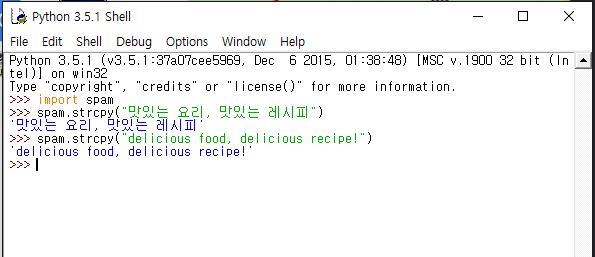 Python 3.5.1 Shell
File Edit Shell Debug Options Window Help
Python 3.5.1 (v3.5.1:37a07cee5969, Dec  6 2015, 01:38:48) [MSC v.1900 32 bit (In
tel)] on win32
Type "copyright", "credits" or "license()" for more information.
>>> import spam
>>> spam.strcpy("맛있는 요리, 맛있는 레시피")
'맛있는 요리, 맛있는 레시피'
>>> spam.strcpy("delicious food, delicious recipe!")
'delicious food, delicious recipe!'
>>>